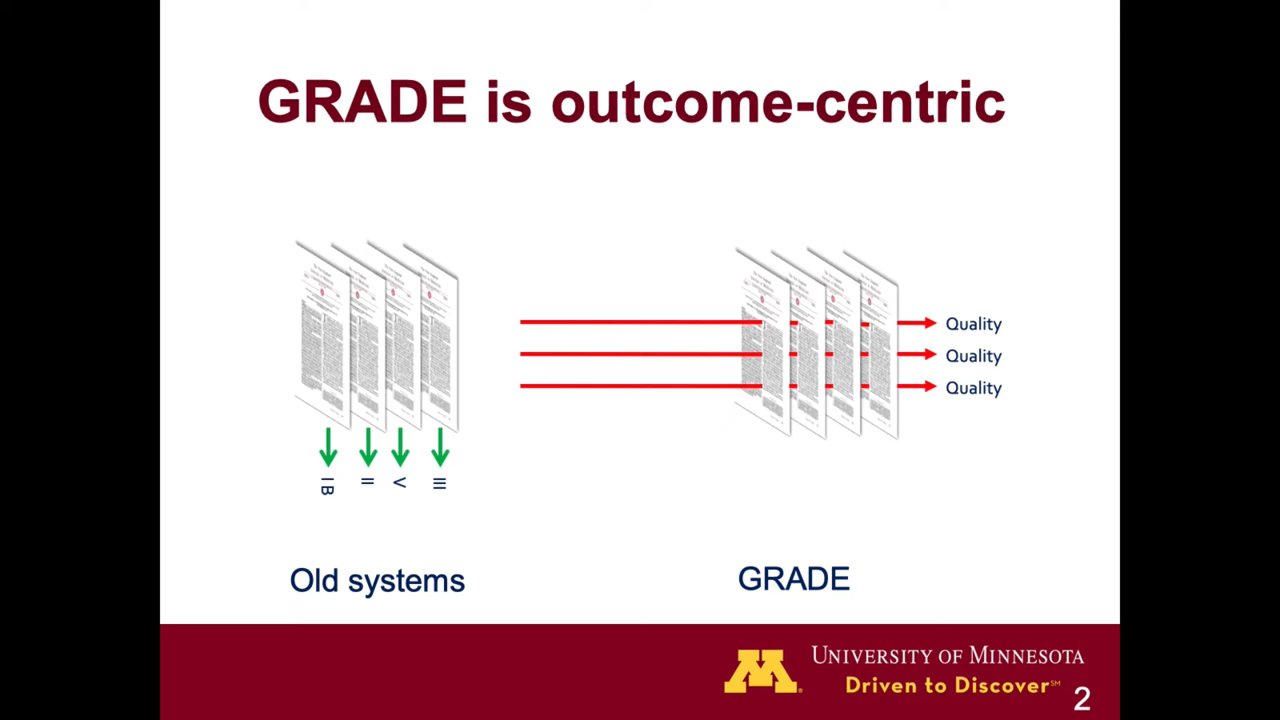 GRADE is outcome-centric
Quality
Quality
Quality
I B
II
V
III
Old systems
GRADE
M
UNIVERSITY OF MINNESOTA
Driven to Discover℠
2